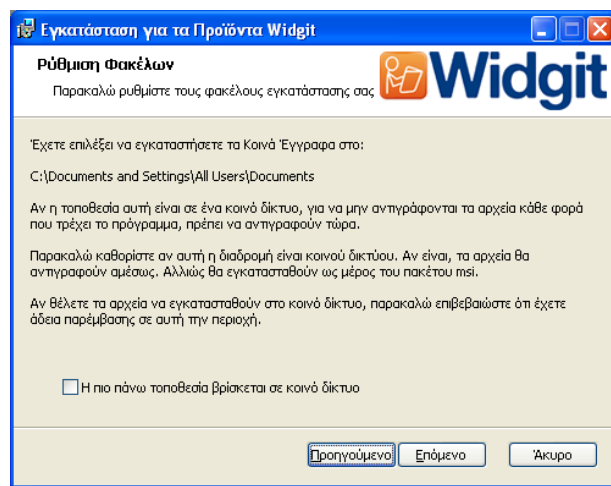 Εγκατάσταση για τα Προϊόντα Widgit
Ρύθμιση Φακέλων
Παρακαλώ ρυθμίστε τους φακέλους εγκατάστασης σας
Widgit
Έχετε επιλέξει να εγκαταστήσετε τα Κοινά Έγγραφα στο:
C:\Documents and Settings\All Users\Documents
Αν η τοποθεσία αυτή είναι σε ένα κοινό δίκτυο, για να μην αντιγράφονται τα αρχεία κάθε φορά
που τρέχει το πρόγραμμα, πρέπει να αντιγραφούν τώρα.
Παρακαλώ καθορίστε αν αυτή η διαδρομή είναι κοινού δικτύου. Αν είναι, τα αρχεία θα
αντιγραφούν αμέσως. Αλλιώς θα εγκατασταθούν ως μέρος του πακέτου msi.
Αν θέλετε τα αρχεία να εγκατασταθούν στο κοινό δίκτυο, παρακαλώ επιβεβαιώστε ότι έχετε
άδεια παρέμβασης σε αυτή την περιοχή.
Η πιο πάνω τοποθεσία βρίσκεται σε κοινό δίκτυο
Προηγούμενο Επόμενο Άκυρο